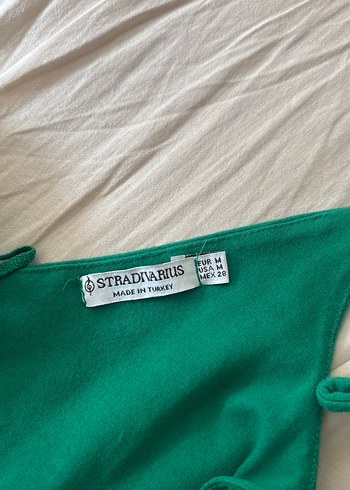 STRADIVARIUS
MADE IN TURKEY
EUR M
USA M
MEX 28